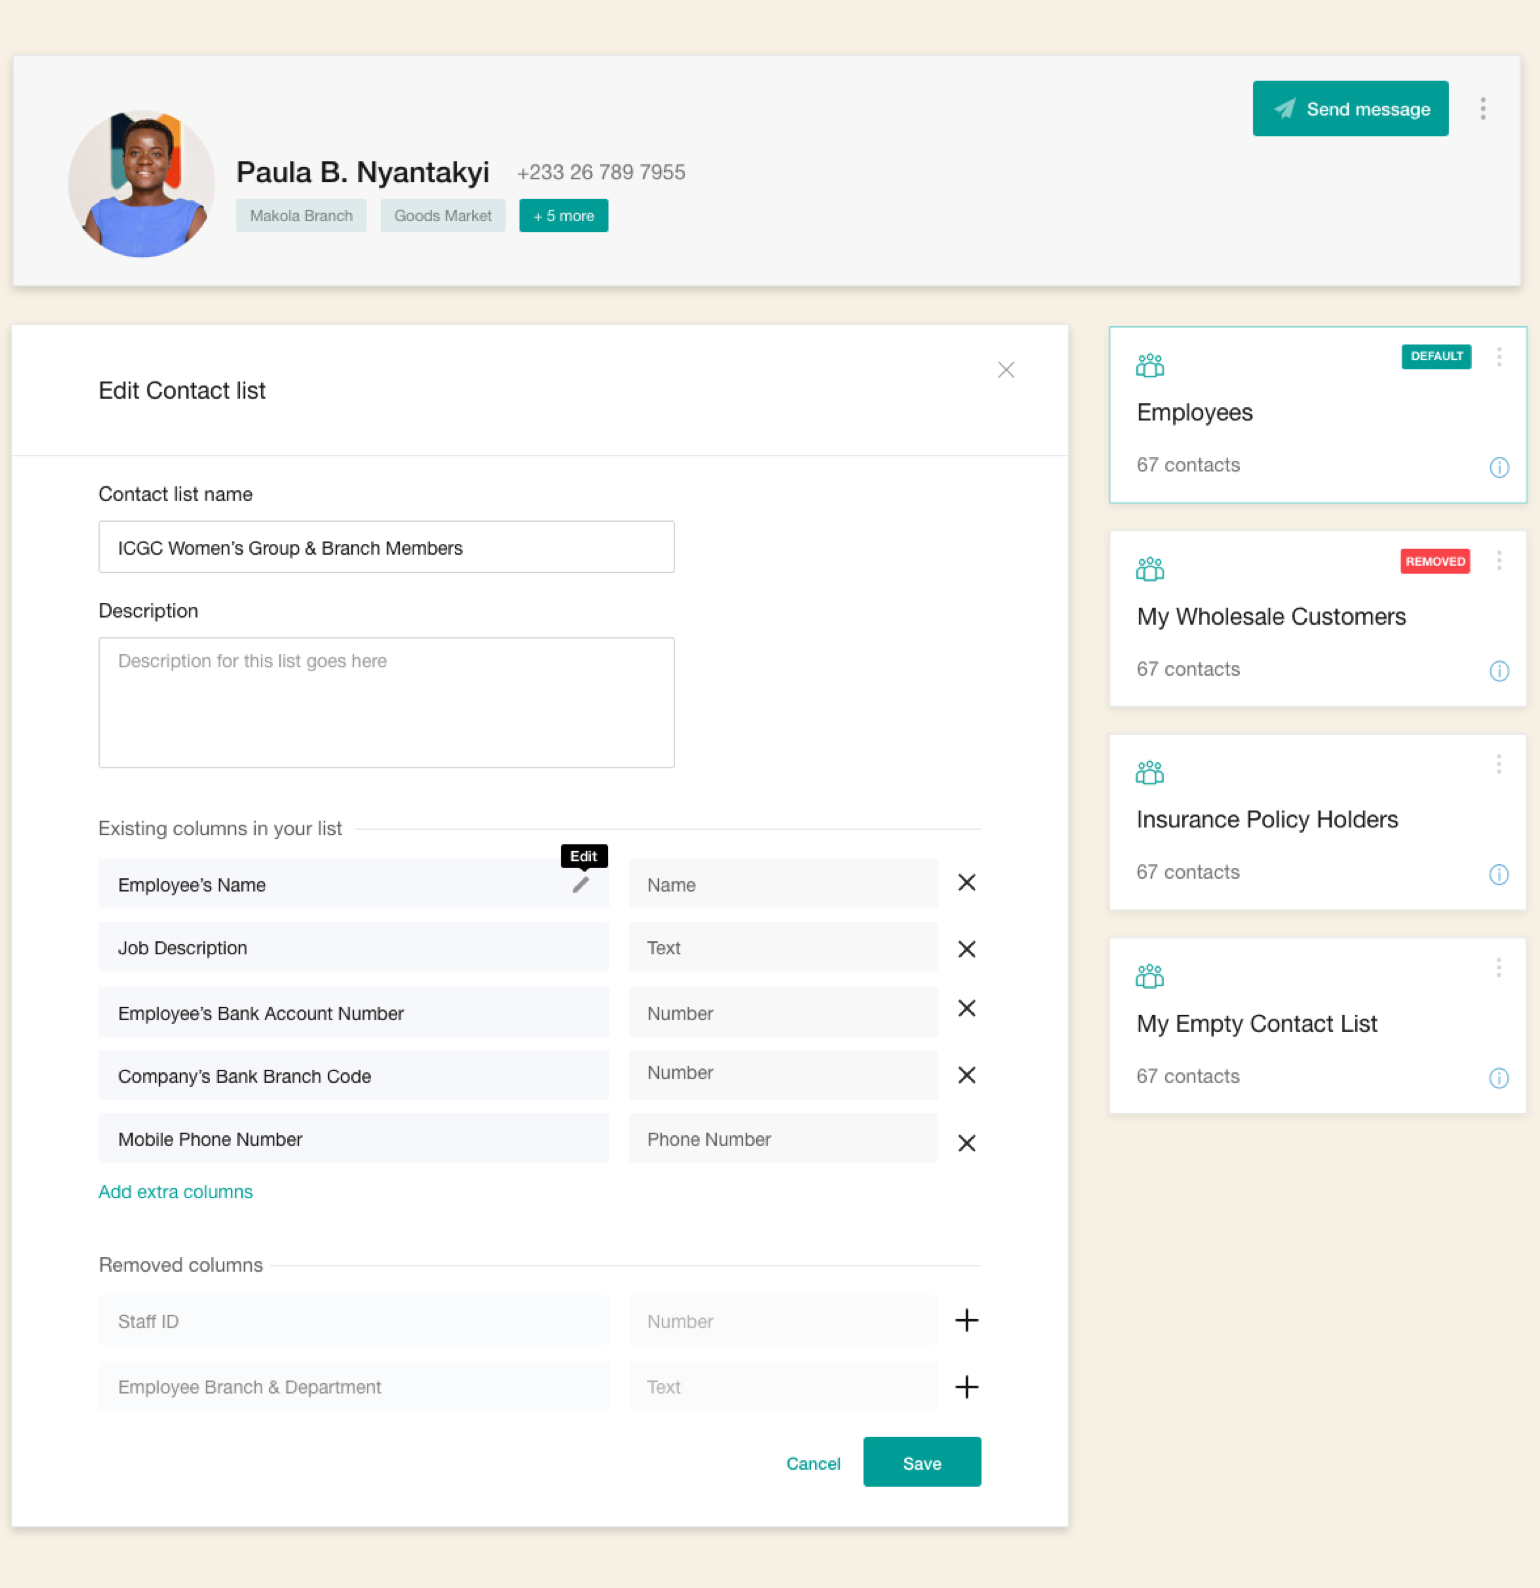 Send message
Paula B. Nyantakyi +233 26 789 7955
Makola Branch Goods Market + 5 more
Edit Contact list
Contact list name
ICGC Women’s Group & Branch Members
Description
Description for this list goes here
Existing columns in your list
Edit
Employee’s Name Name
Job Description Text
Employee’s Bank Account Number Number
Company’s Bank Branch Code Number
Mobile Phone Number Phone Number
Add extra columns
Removed columns
Staff ID Number
Employee Branch & Department Text
Cancel Save
DEFAULT
Employees
67 contacts
REMOVED
My Wholesale Customers
67 contacts
Insurance Policy Holders
67 contacts
My Empty Contact List
67 contacts